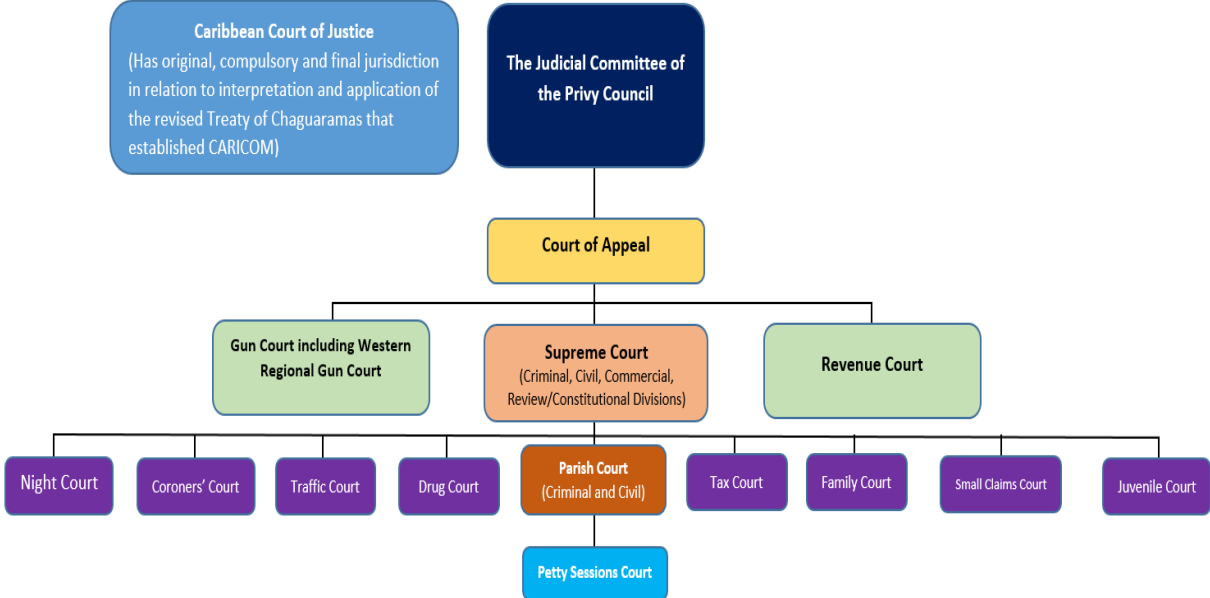 Caribbean Court of Justice
(Has original, compulsory and final jurisdiction
in relation to interpretation and application of
the revised Treaty of Chaguaramas that
established CARICOM)
The Judicial Committee of
the Privy Council
Court of Appeal
Gun Court including Western
Regional Gun Court
Supreme Court
(Criminal, Civil, Commercial,
Review/Constitutional Divisions)
Revenue Court
Night Court
Coroners' Court
Traffic Court
Drug Court
Parish Court
(Criminal and Civil)
Tax Court
Family Court
Small Claims Court
Juvenile Court
Petty Sessions Court